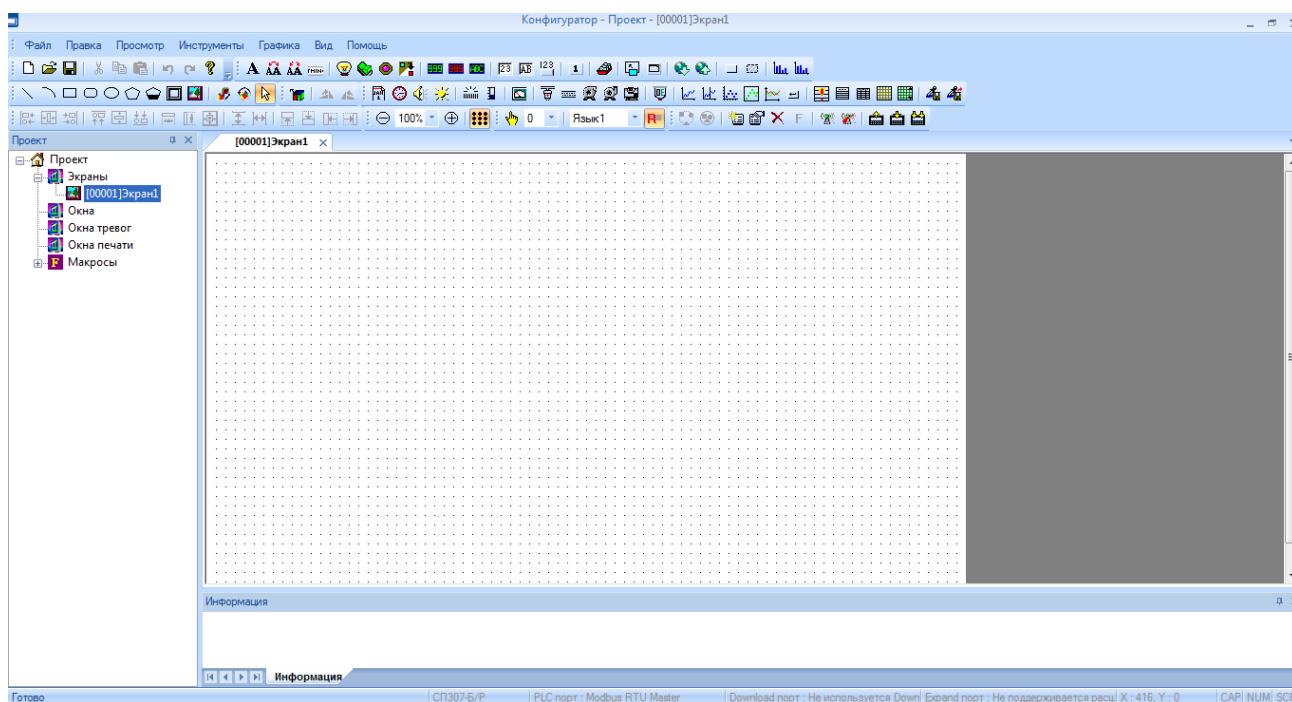 Конфигуратор - Проект - [00001]Экран1
Файл Правка Просмотр Инструменты Графика Вид Помощь
100% 0 Язык1 R
Проект
[00001]Экран1
Проект
Экраны
[00001]Экран1
Окна
Окна тревог
Окна печати
Макросы
Информация
Информация
Готово СП307-Б/Р PLC порт : Modbus RTU Master Download порт : Не используется Down Expand порт : Не поддерживается расш X : 416, Y : 0 CAP NUM